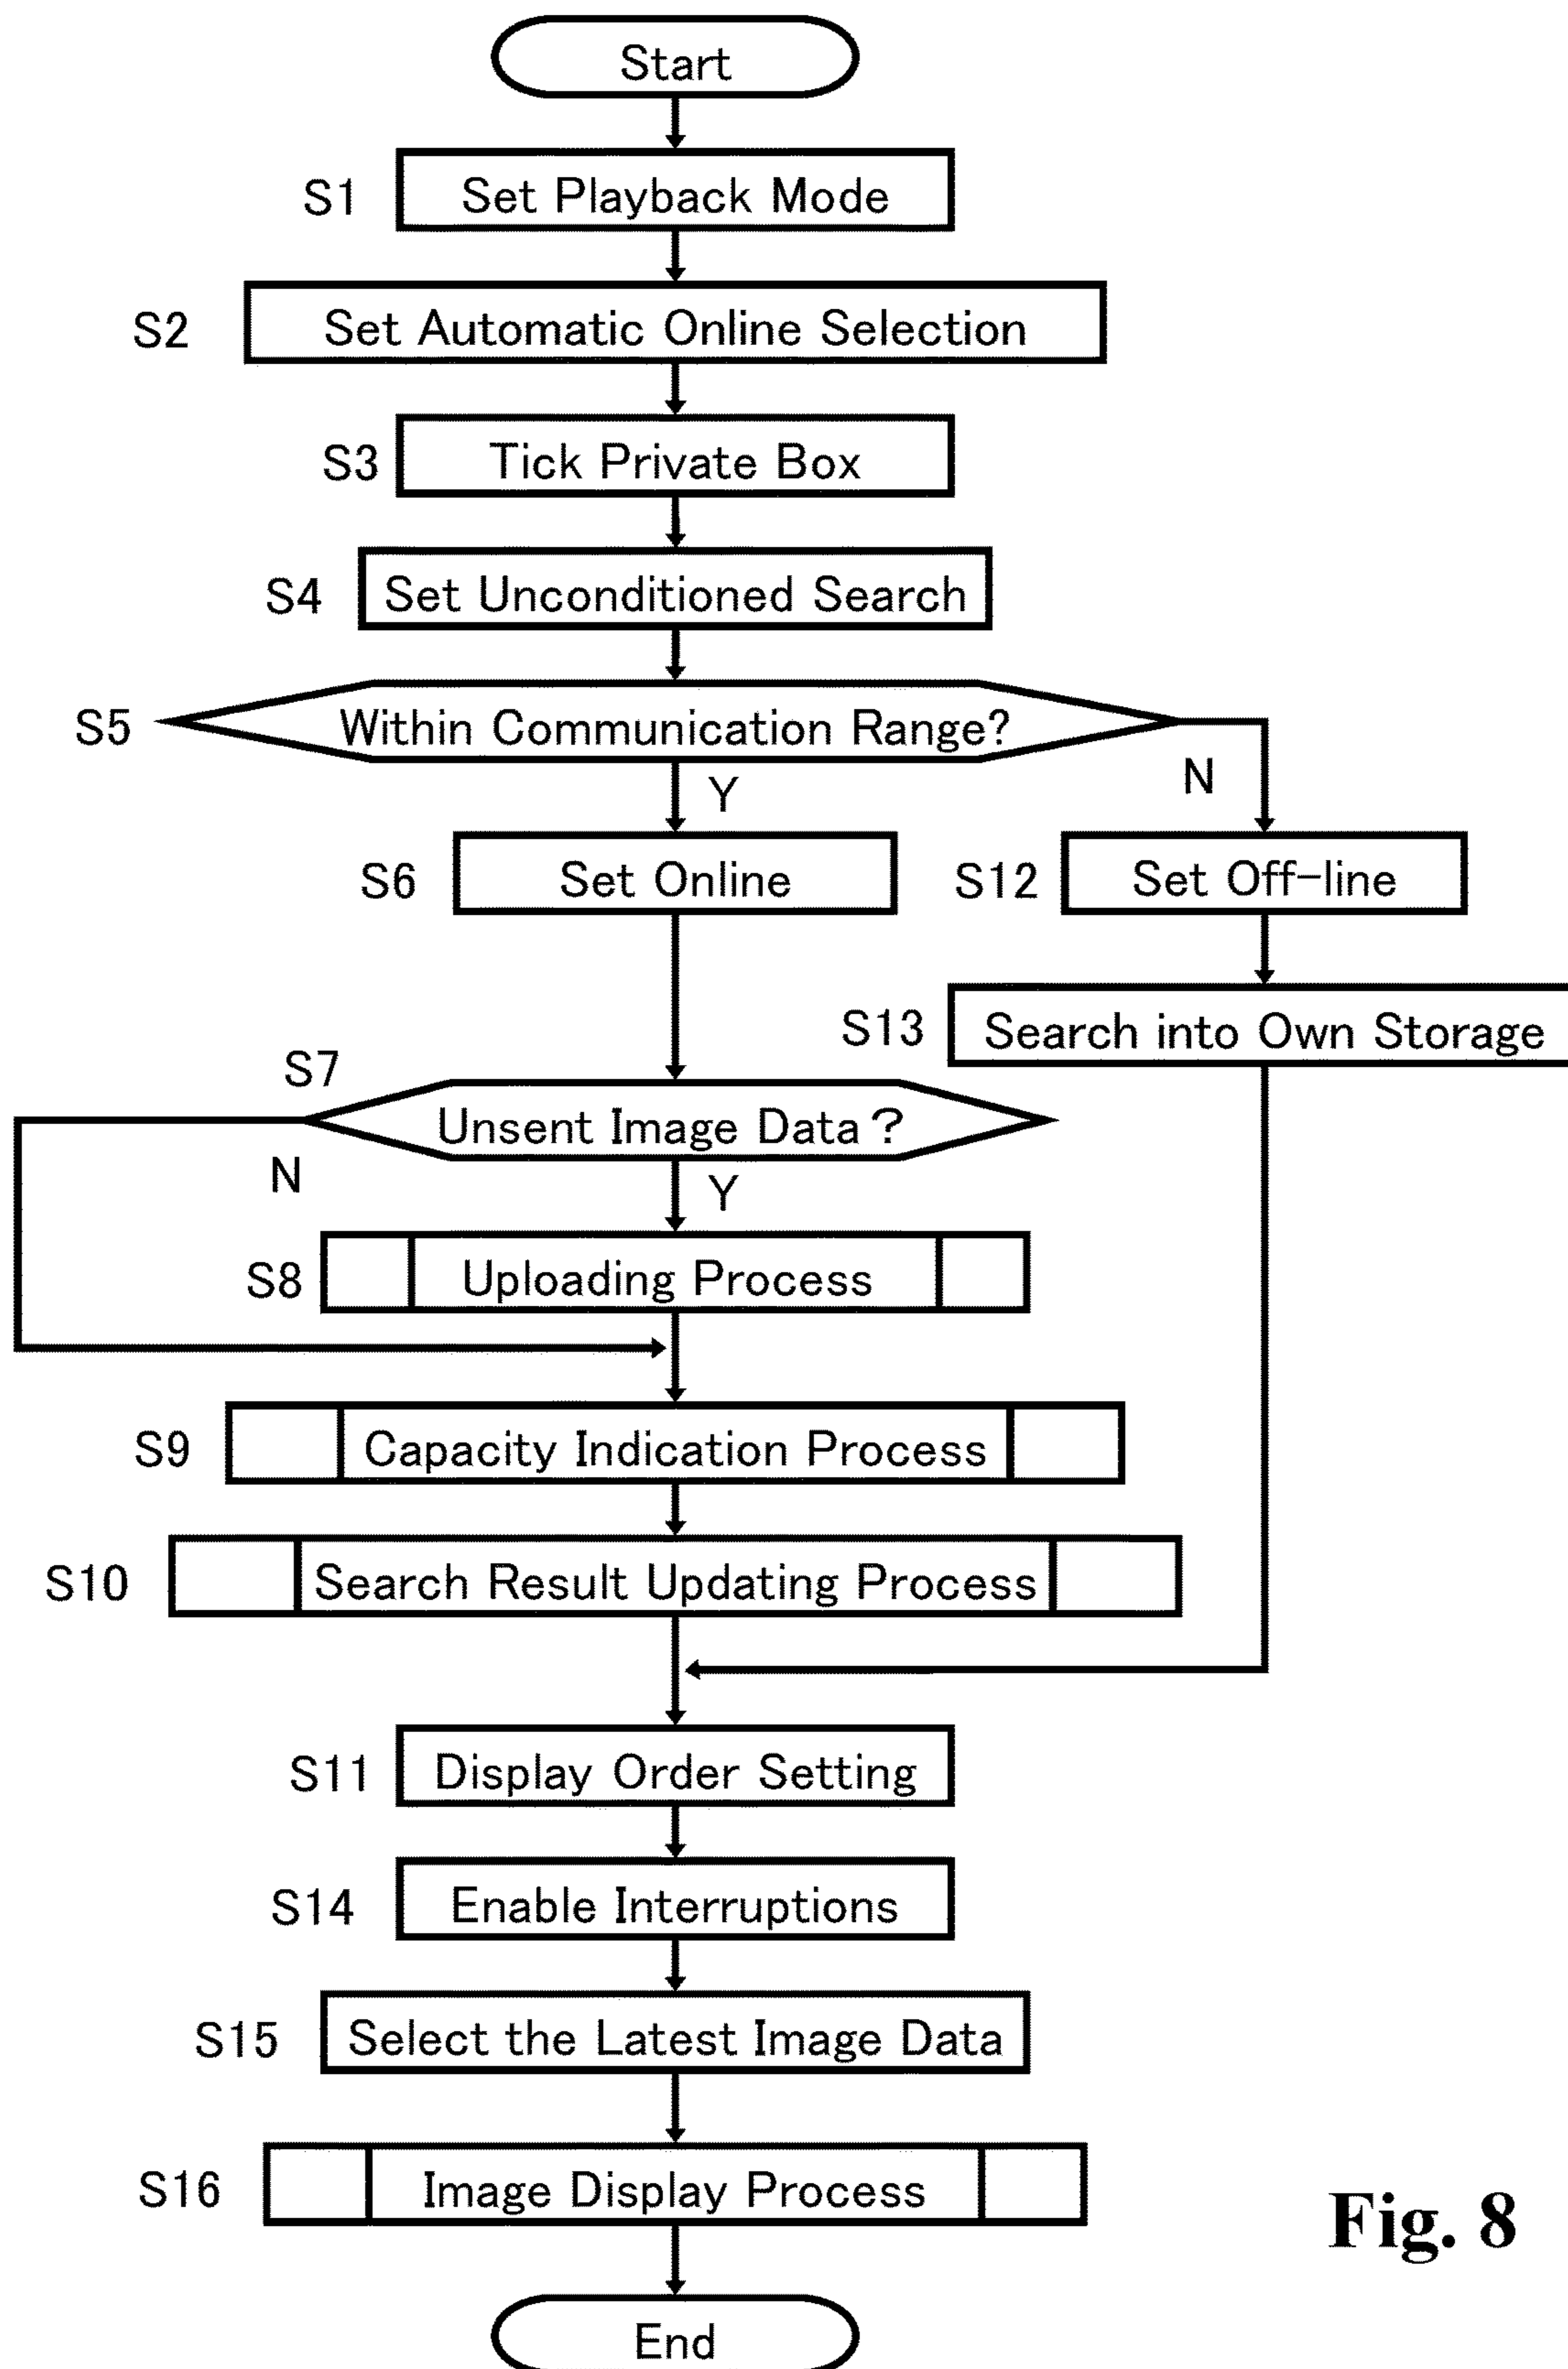 Start
S1 Set Playback Mode
S2 Set Automatic Online Selection
S3 Tick Private Box
S4 Set Unconditioned Search
S5 Within Communication Range?
Y
N
S6 Set Online
S12 Set Off-line
S13 Search into Own Storage
S7 Unsent Image Data?
N
Y
S8 Uploading Process
S9 Capacity Indication Process
S10 Search Result Updating Process
S11 Display Order Setting
S14 Enable Interruptions
S15 Select the Latest Image Data
S16 Image Display Process
Fig. 8
End